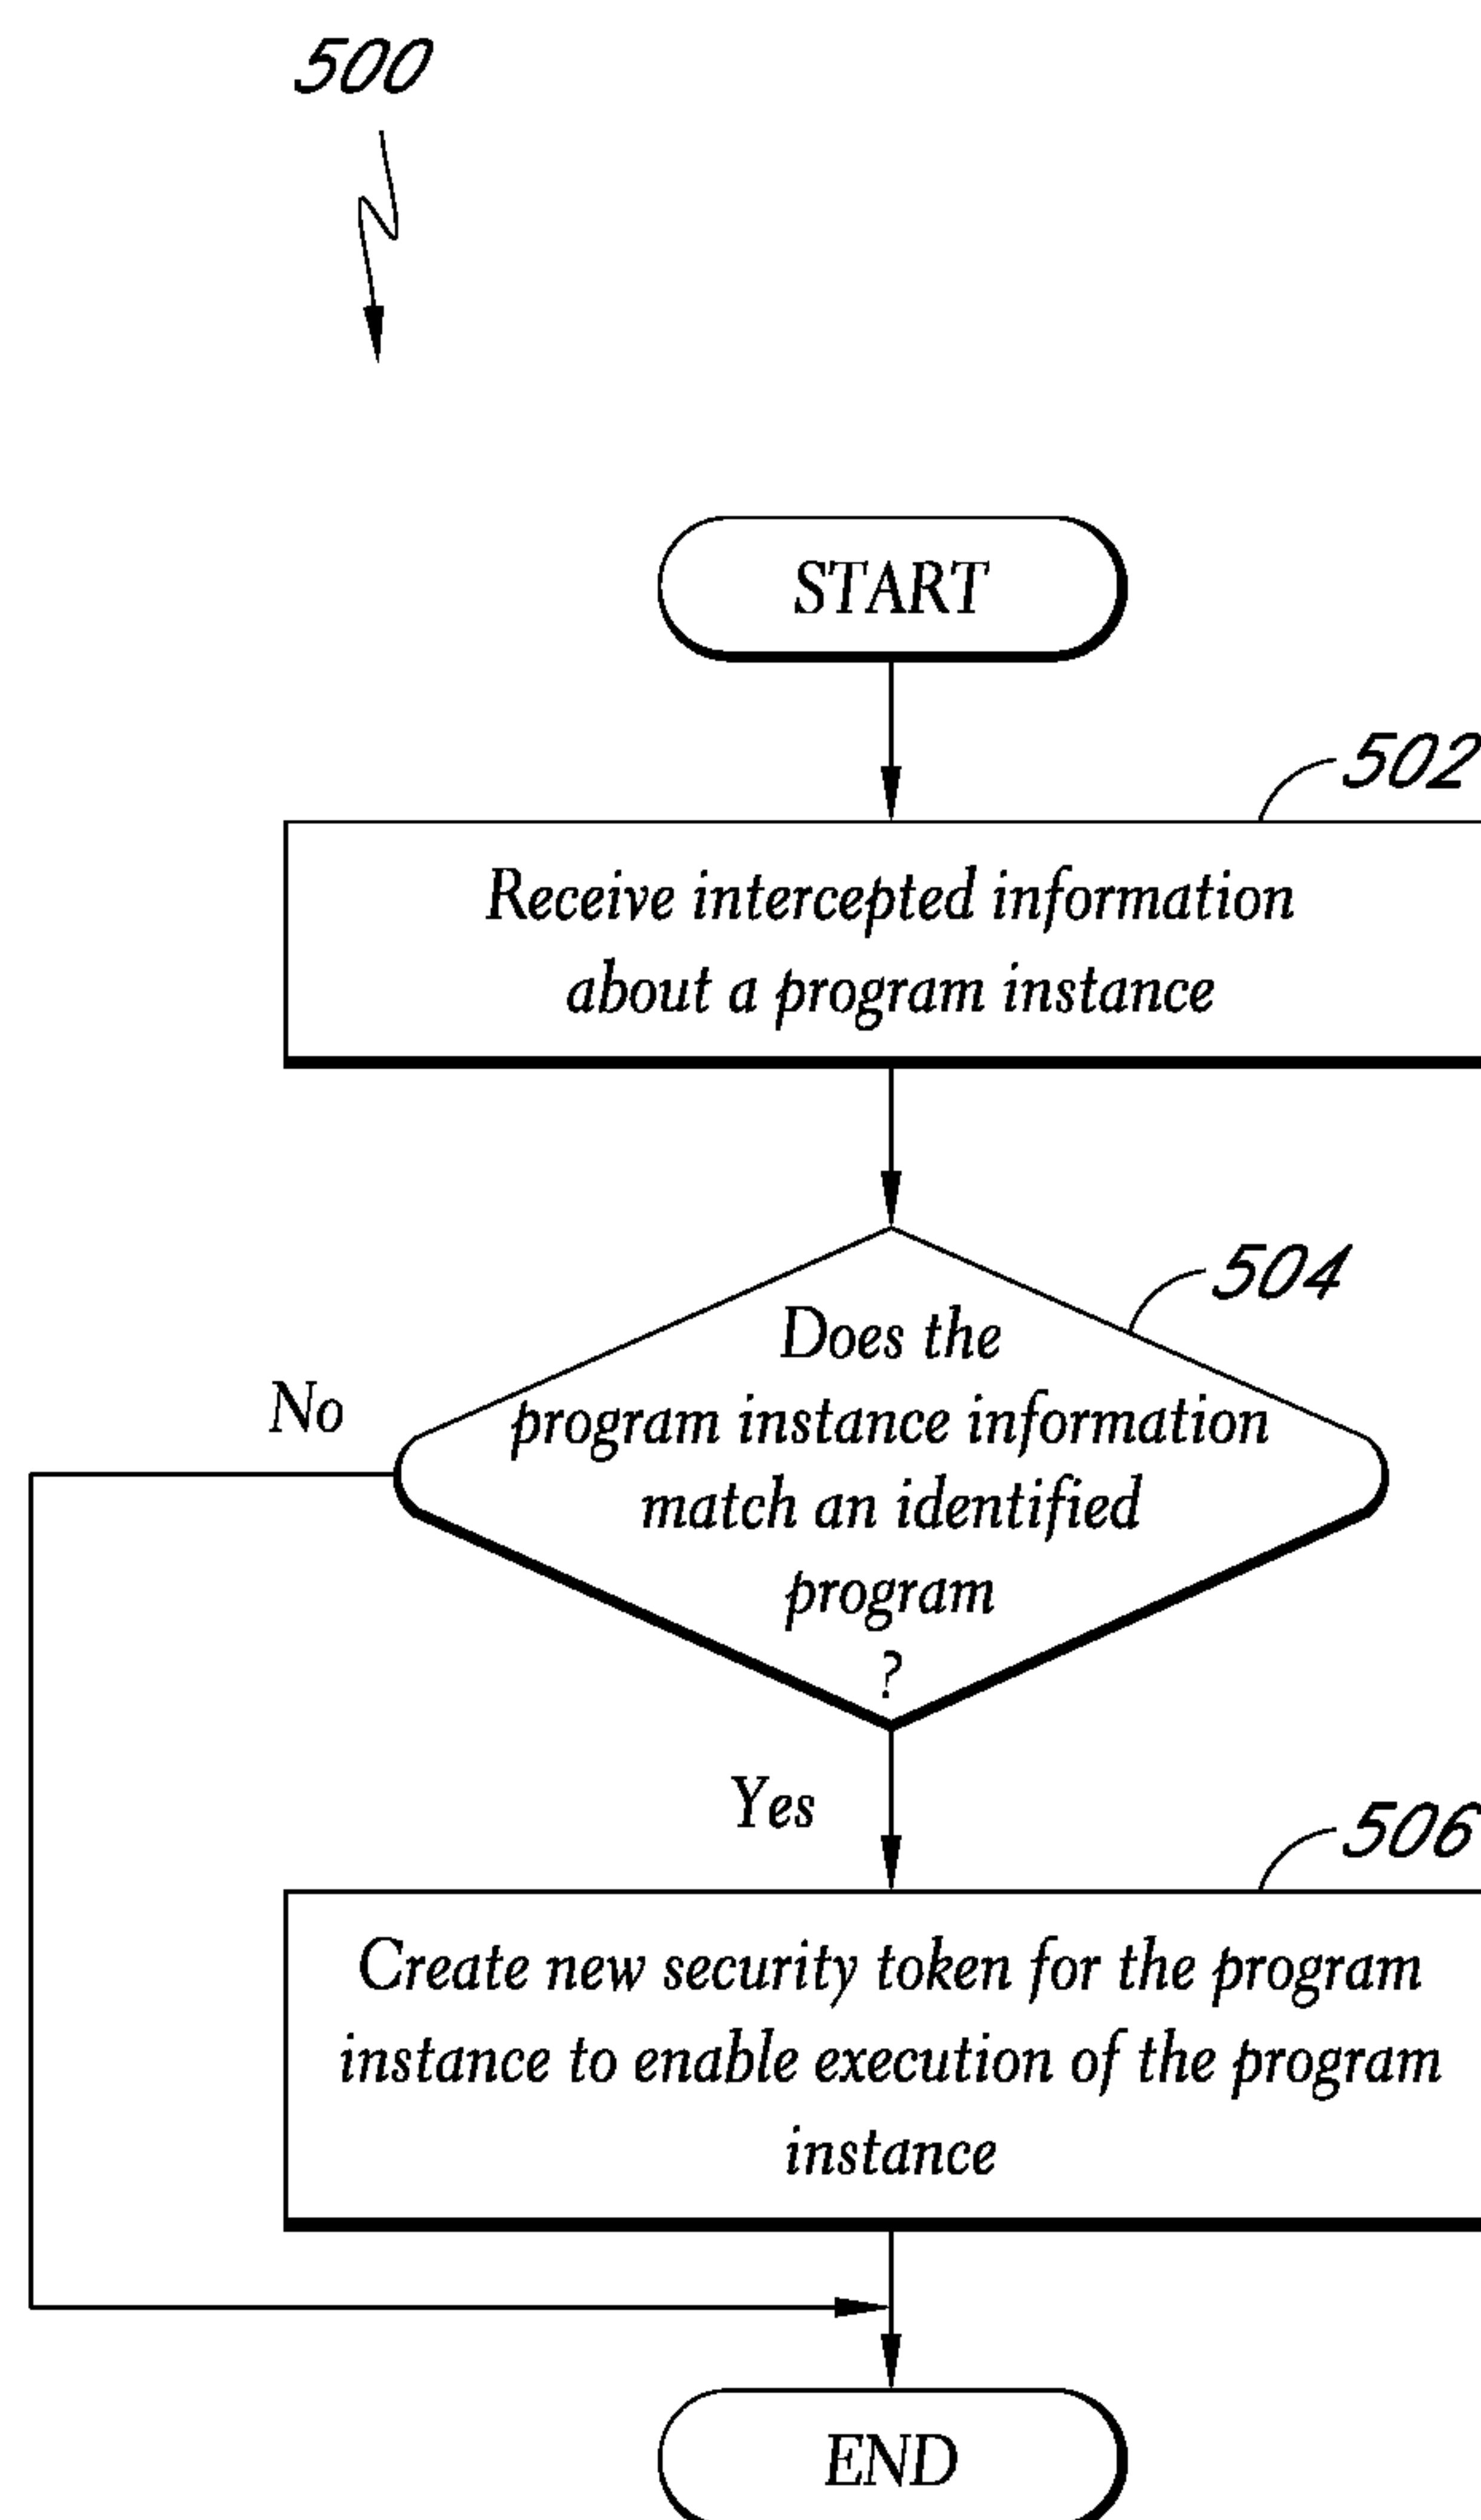 500
START
502
Receive intercepted information
about a program instance
504
Does the
program instance information
match an identified
program
?
No
Yes
506
Create new security token for the program
instance to enable execution of the program
instance
END